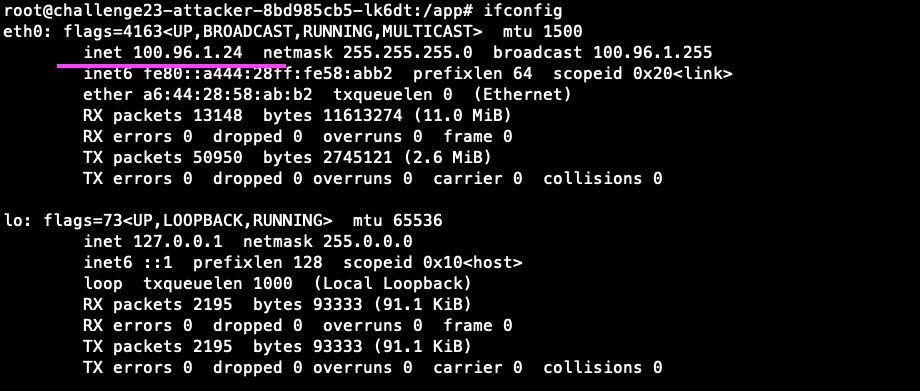 root@challenge23-attacker-8bd985cb5-lk6dt:/app# ifconfig
eth0: flags=4163<UP,BROADCAST,RUNNING,MULTICAST>  mtu 1500
        inet 100.96.1.24  netmask 255.255.255.0  broadcast 100.96.1.255
        inet6 fe80::a444:28ff:fe58:abb2  prefixlen 64  scopeid 0x20<link>
        ether a6:44:28:58:ab:b2  txqueuelen 0  (Ethernet)
        RX packets 13148  bytes 11613274 (11.0 MiB)
        RX errors 0  dropped 0  overruns 0  frame 0
        TX packets 50950  bytes 2745121 (2.6 MiB)
        TX errors 0  dropped 0 overruns 0  carrier 0  collisions 0

lo: flags=73<UP,LOOPBACK,RUNNING>  mtu 65536
        inet 127.0.0.1  netmask 255.0.0.0
        inet6 ::1  prefixlen 128  scopeid 0x10<host>
        loop  txqueuelen 1000  (Local Loopback)
        RX packets 2195  bytes 93333 (91.1 KiB)
        RX errors 0  dropped 0  overruns 0  frame 0
        TX packets 2195  bytes 93333 (91.1 KiB)
        TX errors 0  dropped 0 overruns 0  carrier 0  collisions 0